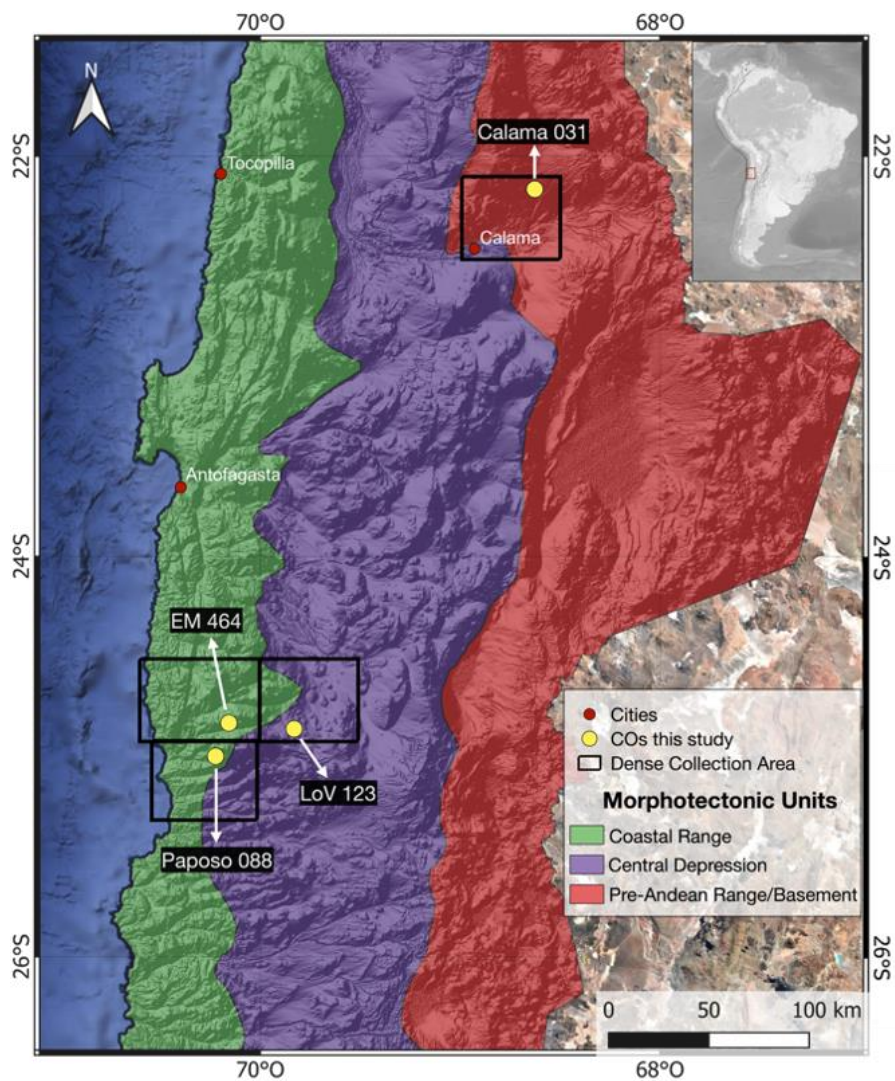 70°O 68°O
N
22°S 22°S
Calama 031
Tocopilla
Calama
Antofagasta
24°S 24°S
EM 464
LoV 123
Paposo 088
Cities
COs this study
Dense Collection Area
Morphotectonic Units
Coastal Range
Central Depression
Pre-Andean Range/Basement
26°S 26°S
0 50 100 km
70°O 68°O